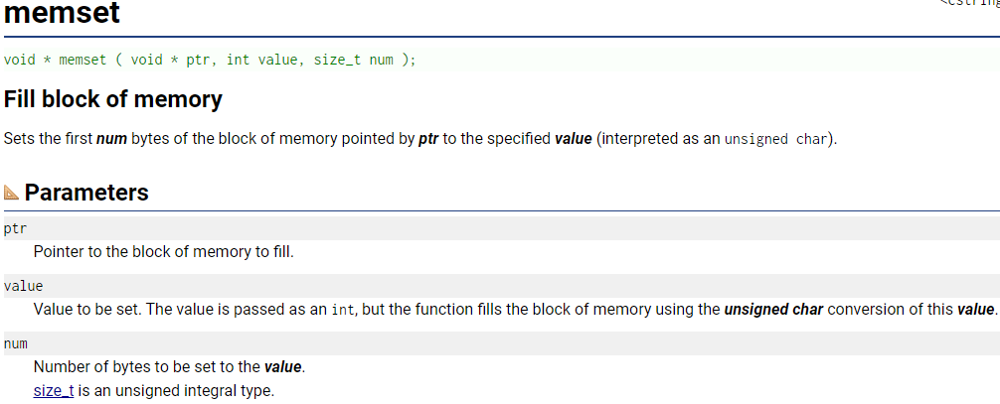 <cstring
memset
void * memset ( void * ptr, int value, size_t num );
Fill block of memory
Sets the first num bytes of the block of memory pointed by ptr to the specified value (interpreted as an unsigned char).
Parameters
ptr
Pointer to the block of memory to fill.
value
Value to be set. The value is passed as an int, but the function fills the block of memory using the unsigned char conversion of this value.
num
Number of bytes to be set to the value.
size_t is an unsigned integral type.